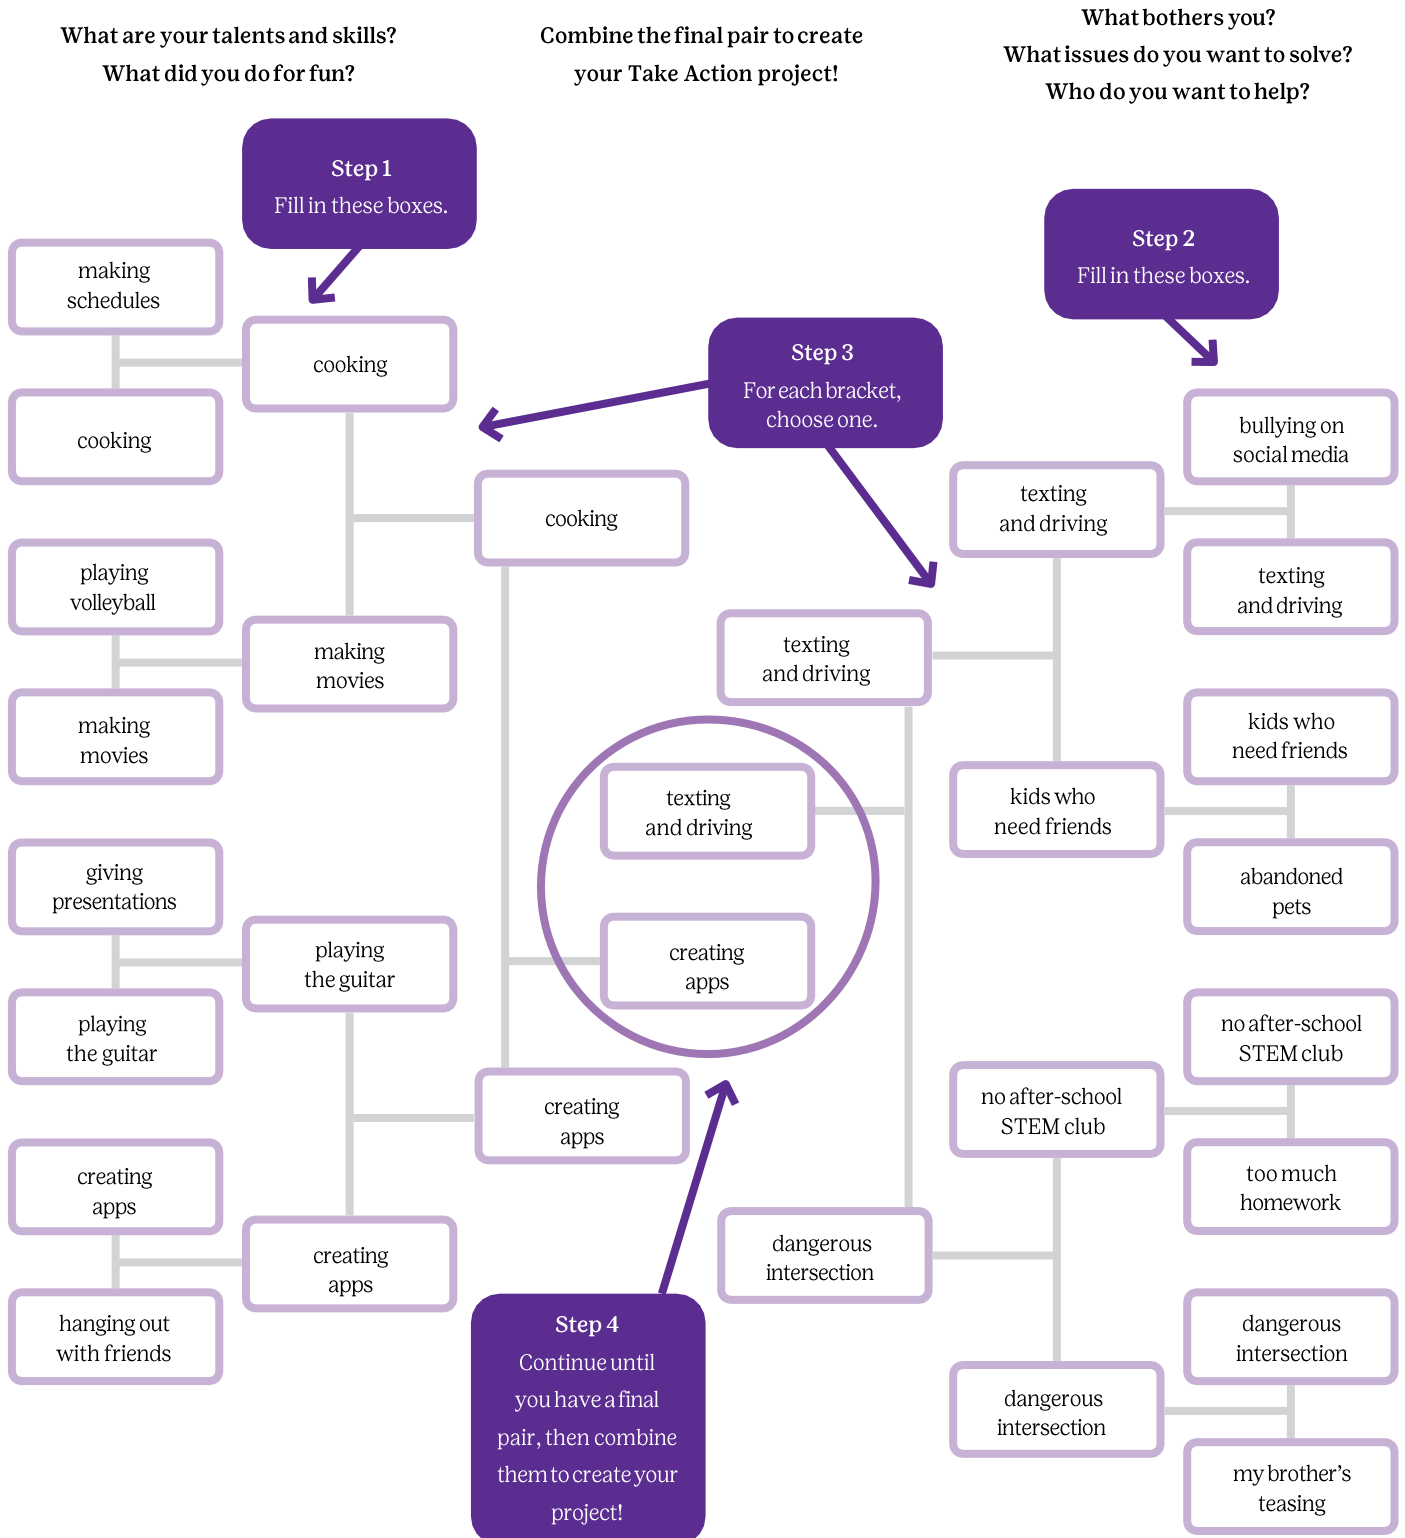 What are your talents and skills?
What did you do for fun?
Combine the final pair to create
your Take Action project!
What bothers you?
What issues do you want to solve?
Who do you want to help?
Step 1
Fill in these boxes.
making
schedules
cooking
cooking
playing
volleyball
making
movies
making
movies
cooking
giving
presentations
playing
the guitar
playing
the guitar
creating
apps
hanging out
with friends
creating
apps
creating
apps
Step 3
For each bracket,
choose one.
texting
and driving
creating
apps
Step 4
Continue until
you have a final
pair, then combine
them to create your
project!
Step 2
Fill in these boxes.
bullying on
social media
texting
and driving
texting
and driving
kids who
need friends
abandoned
pets
kids who
need friends
texting
and driving
no after-school
STEM club
too much
homework
no after-school
STEM club
dangerous
intersection
my brother’s
teasing
dangerous
intersection
dangerous
intersection